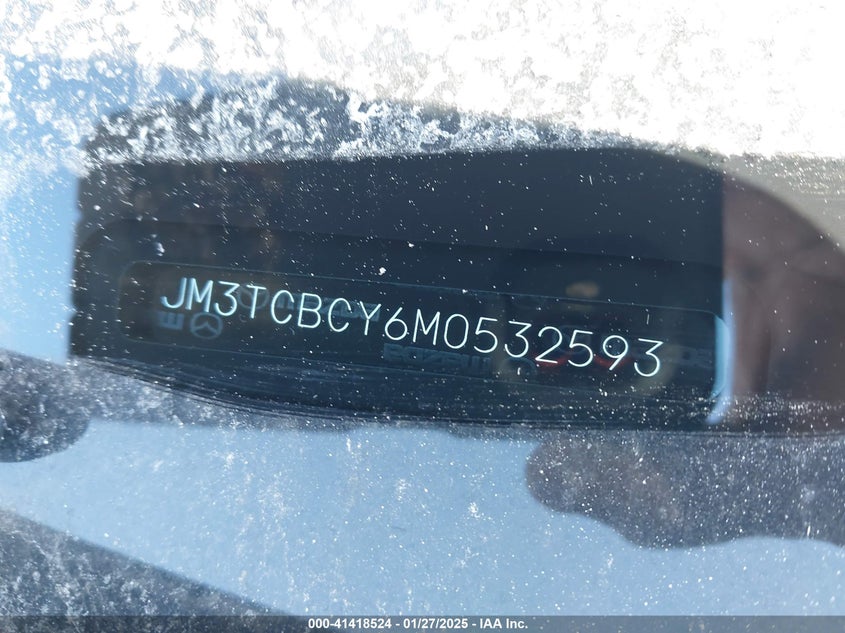 JM3TCBCY6M0532593
000-41418524 - 01/27/2025 - IAA Inc.